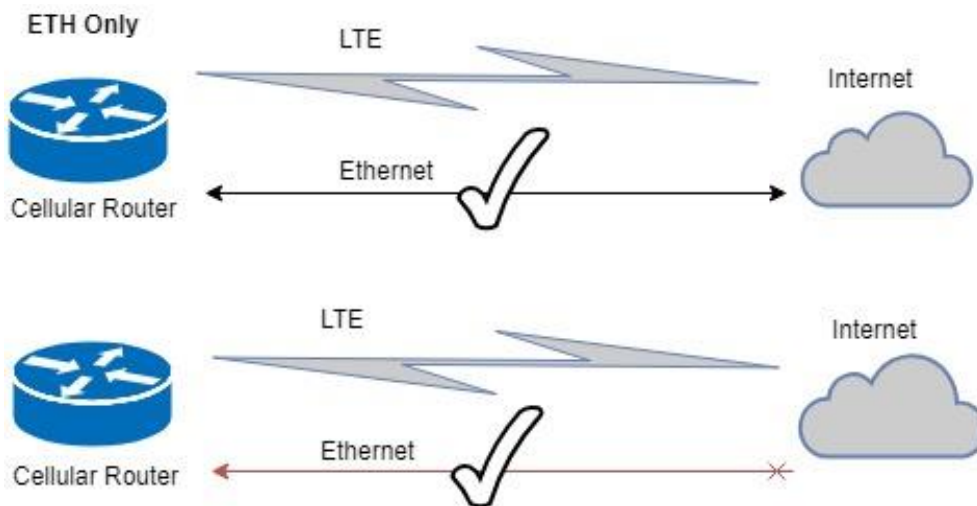 ETH Only
LTE
Internet
Ethernet
Cellular Router
LTE
Internet
Ethernet
Cellular Router